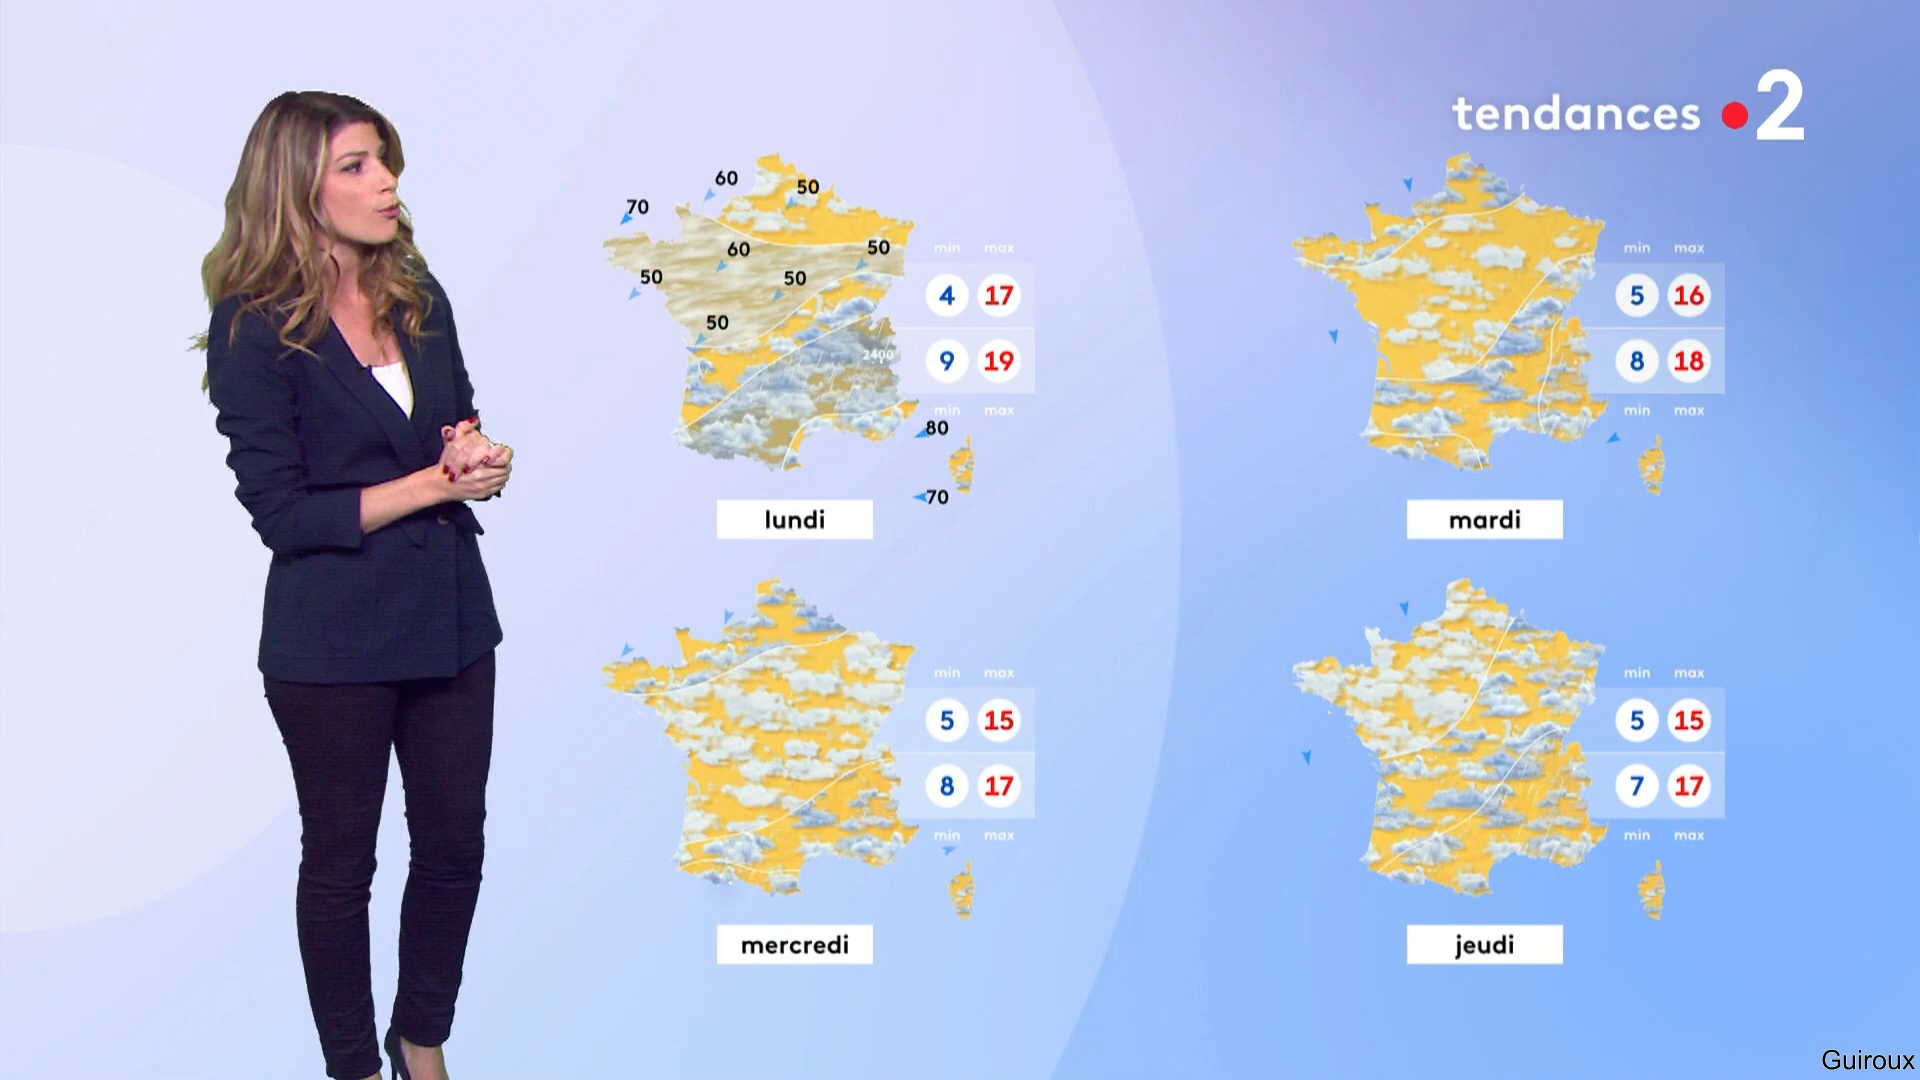 tendances 2
60
50
70
60
50
50
50
50
2400
80
70
min max
4 17
9 19
min max
lundi
min max
5 16
8 18
min max
mardi
min max
5 15
8 17
min max
mercredi
min max
5 15
7 17
min max
jeudi
Guiroux